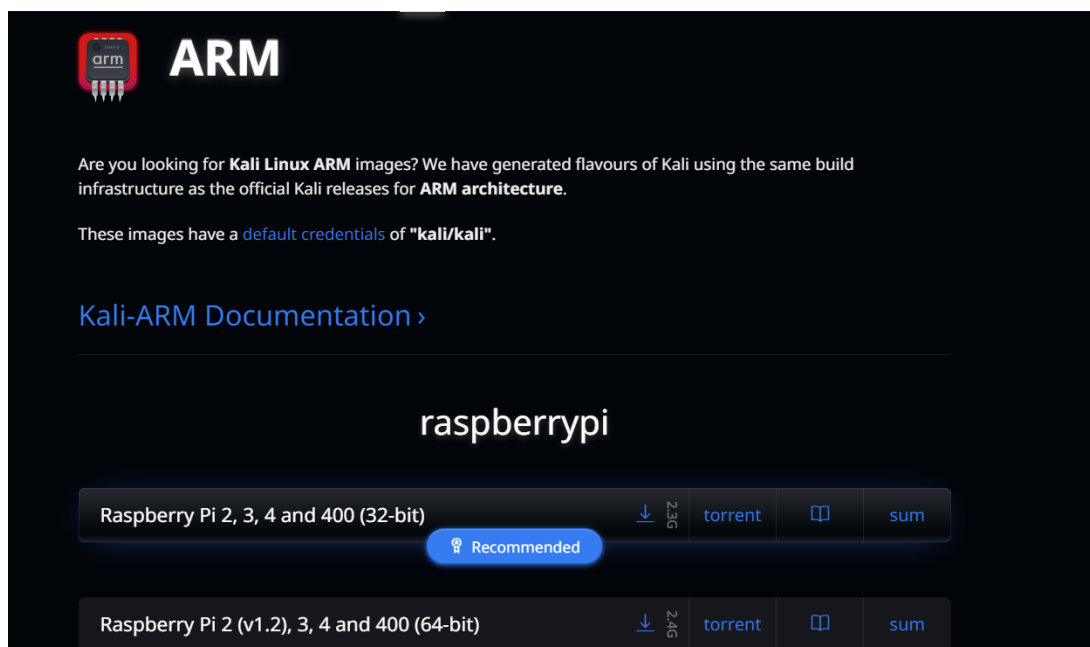 arm
ARM
Are you looking for Kali Linux ARM images? We have generated flavours of Kali using the same build
infrastructure as the official Kali releases for ARM architecture.
These images have a default credentials of "kali/kali".
Kali-ARM Documentation ›
raspberrypi
Raspberry Pi 2, 3, 4 and 400 (32-bit) 2.3G torrent sum
Recommended
Raspberry Pi 2 (v1.2), 3, 4 and 400 (64-bit) 2.4G torrent sum